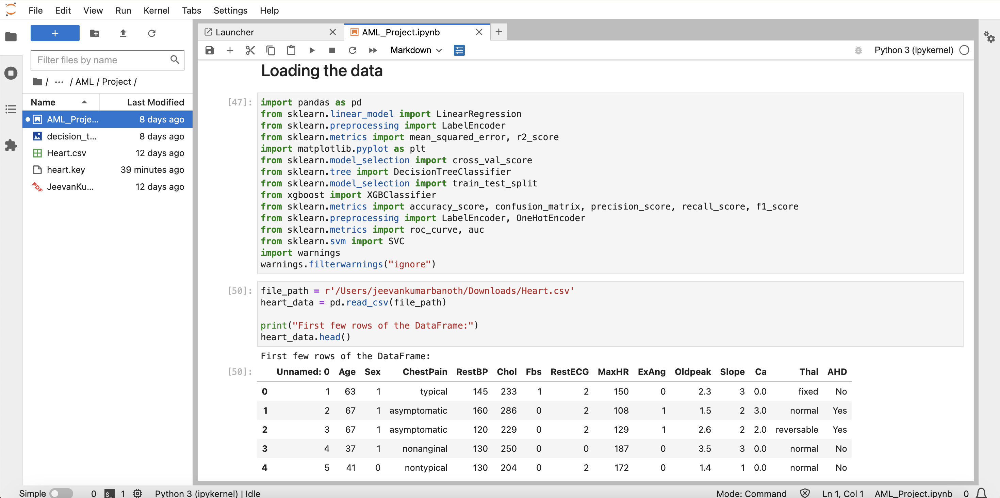 File Edit View Run Kernel Tabs Settings Help
+
Filter files by name
/ ... / AML / Project /
Name Last Modified
AML_Proje... 8 days ago
decision_t... 8 days ago
Heart.csv 12 days ago
heart.key 39 minutes ago
PDF JeevanKu... 12 days ago
Launcher AML_Project.ipynb
Markdown Python 3 (ipykernel)
Loading the data
[47]: import pandas as pd
from sklearn.linear_model import LinearRegression
from sklearn.preprocessing import LabelEncoder
from sklearn.metrics import mean_squared_error, r2_score
import matplotlib.pyplot as plt
from sklearn.model_selection import cross_val_score
from sklearn.tree import DecisionTreeClassifier
from sklearn.model_selection import train_test_split
from xgboost import XGBClassifier
from sklearn.metrics import accuracy_score, confusion_matrix, precision_score, recall_score, f1_score
from sklearn.preprocessing import LabelEncoder, OneHotEncoder
from sklearn.metrics import roc_curve, auc
from sklearn.svm import SVC
import warnings
warnings.filterwarnings("ignore")
[50]: file_path = r'/Users/jeevankumarbanoth/Downloads/Heart.csv'
heart_data = pd.read_csv(file_path)
print("First few rows of the DataFrame:")
heart_data.head()
First few rows of the DataFrame:
[50]: Unnamed: 0 Age Sex ChestPain RestBP Chol Fbs RestECG MaxHR ExAng Oldpeak Slope Ca Thal AHD
0 1 63 1 typical 145 233 1 2 150 0 2.3 3 0.0 fixed No
1 2 67 1 asymptomatic 160 286 0 2 108 1 1.5 2 3.0 normal Yes
2 3 67 1 asymptomatic 120 229 0 2 129 1 2.6 2 2.0 reversable Yes
3 4 37 1 nonanginal 130 250 0 0 187 0 3.5 3 0.0 normal No
4 5 41 0 nontypical 130 204 0 2 172 0 1.4 1 0.0 normal No
Simple 0 $_ 1 Python 3 (ipykernel) | Idle Mode: Command Ln 1, Col 1 AML_Project.ipynb 0